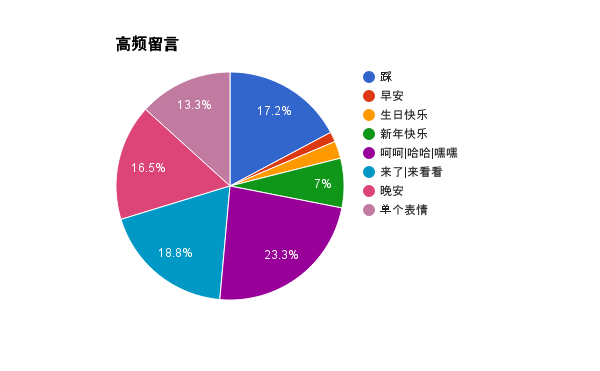 高频留言
17.2%
7%
23.3%
18.8%
16.5%
13.3%
踩
早安
生日快乐
新年快乐
呵呵|哈哈|嘿嘿
来了|来看看
晚安
单个表情